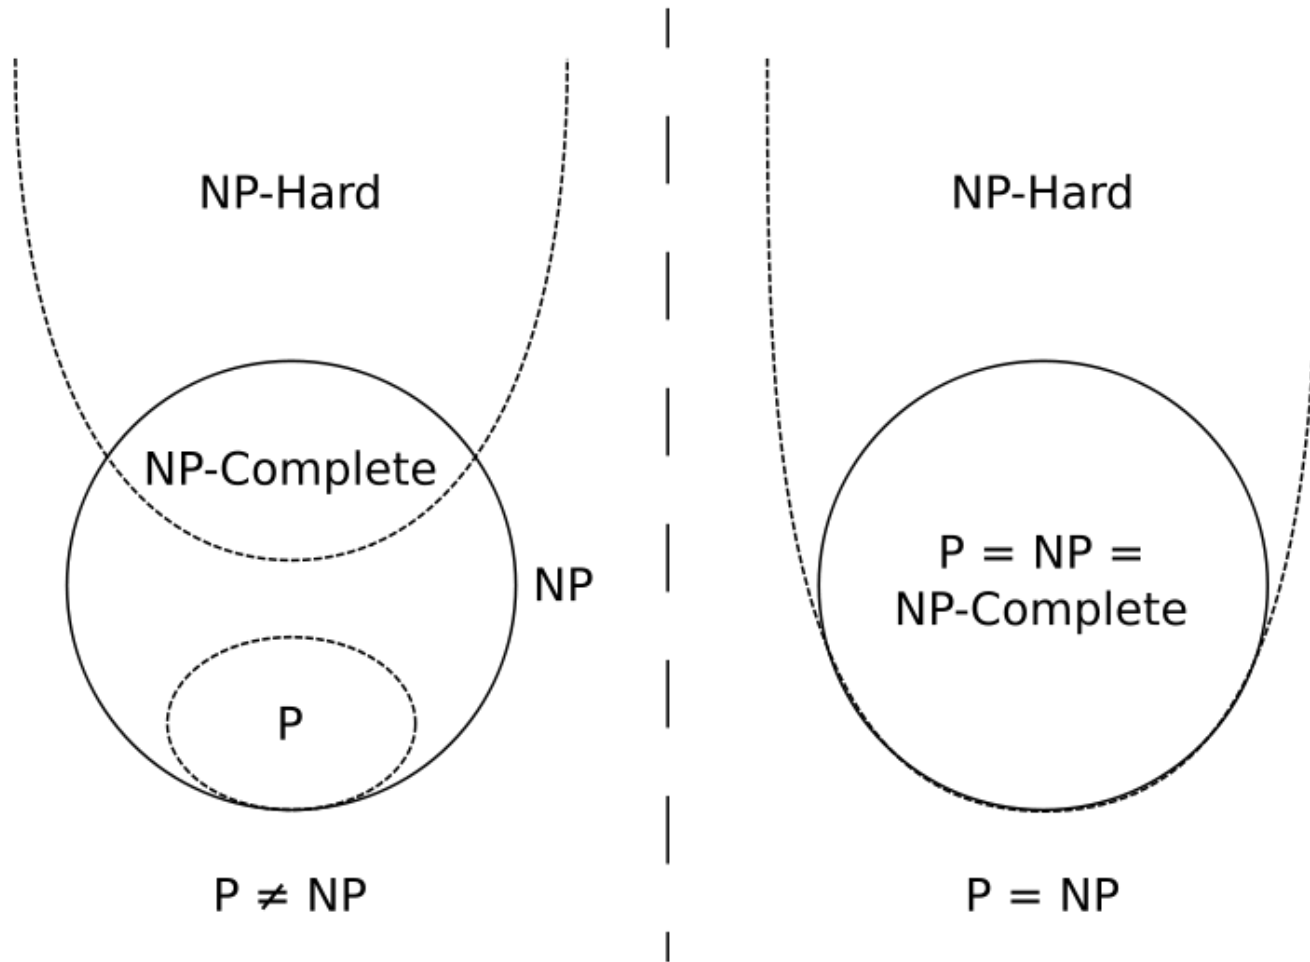 NP-Hard
NP-Complete
NP
P
P ≠ NP
NP-Hard
P = NP =
NP-Complete
P = NP